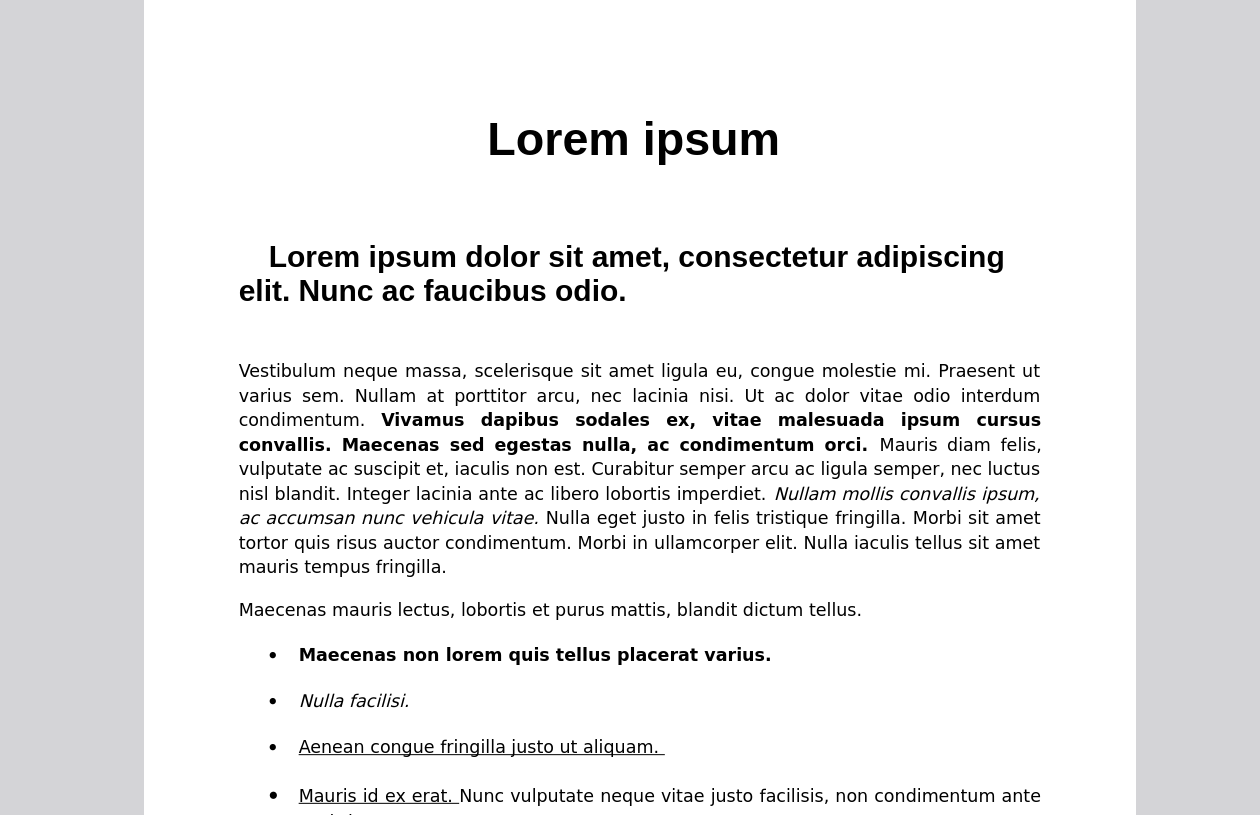 Lorem ipsum
Lorem ipsum dolor sit amet, consectetur adipiscing
elit. Nunc ac faucibus odio.
Vestibulum neque massa, scelerisque sit amet ligula eu, congue molestie mi. Praesent ut
varius sem. Nullam at porttitor arcu, nec lacinia nisi. Ut ac dolor vitae odio interdum
condimentum. Vivamus dapibus sodales ex, vitae malesuada ipsum cursus
convallis. Maecenas sed egestas nulla, ac condimentum orci. Mauris diam felis,
vulputate ac suscipit et, iaculis non est. Curabitur semper arcu ac ligula semper, nec luctus
nisl blandit. Integer lacinia ante ac libero lobortis imperdiet. Nullam mollis convallis ipsum,
ac accumsan nunc vehicula vitae. Nulla eget justo in felis tristique fringilla. Morbi sit amet
tortor quis risus auctor condimentum. Morbi in ullamcorper elit. Nulla iaculis tellus sit amet
mauris tempus fringilla.
Maecenas mauris lectus, lobortis et purus mattis, blandit dictum tellus.
• Maecenas non lorem quis tellus placerat varius.
• Nulla facilisi.
• Aenean congue fringilla justo ut aliquam.
• Mauris id ex erat. Nunc vulputate neque vitae justo facilisis, non condimentum ante